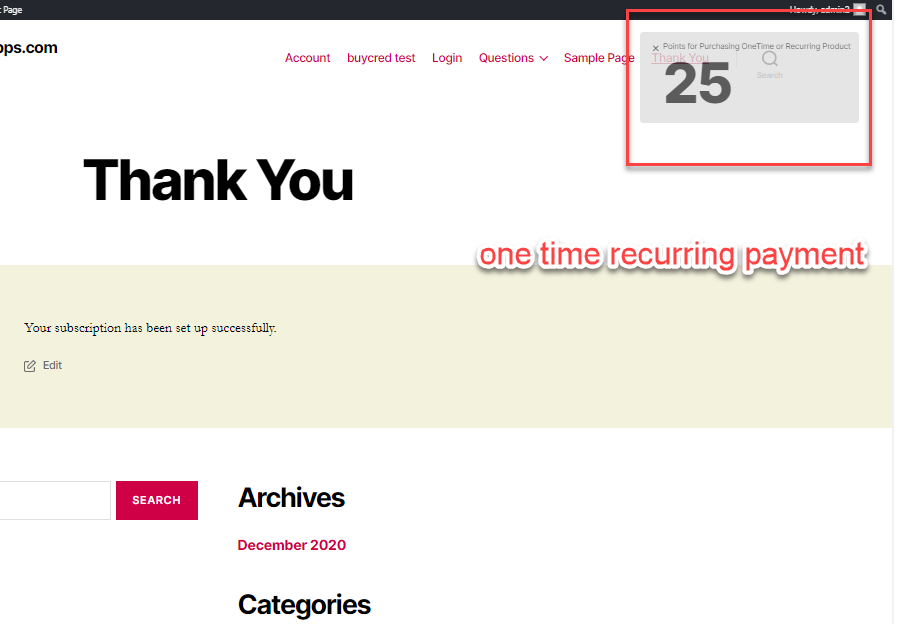 t Page
Howdy, admin2
ops.com
Account buycred test Login Questions Sample Page Thank You
Search
× Points for Purchasing OneTime or Recurring Product
25
Thank You
one time recurring payment
Your subscription has been set up successfully.
Edit
SEARCH
Archives
December 2020
Categories